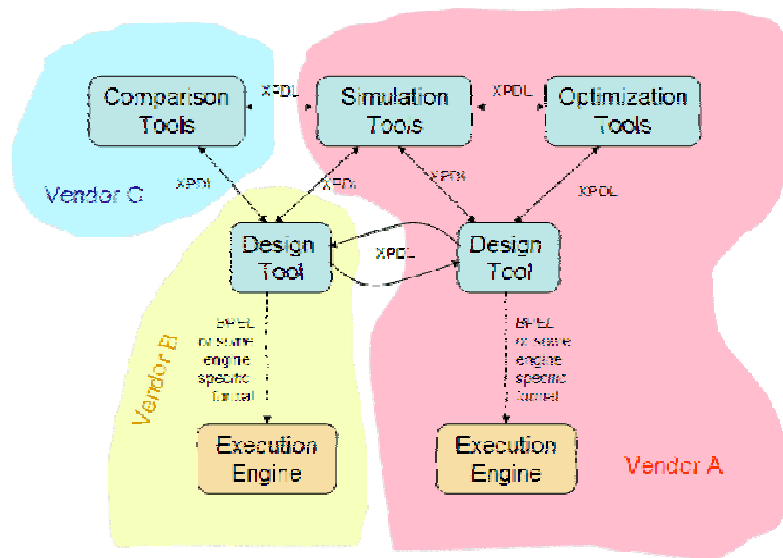 Comparison
Tools
XPDL
Simulation
Tools
XPDL
Optimization
Tools
XPDL
XPDL
XPDL
XPDL
Vendor C
Design
Tool
XPDL
Design
Tool
BPEL
or some
engine
specific
format
BPEL
or some
engine
specific
format
Vendor B
Execution
Engine
Execution
Engine
Vendor A